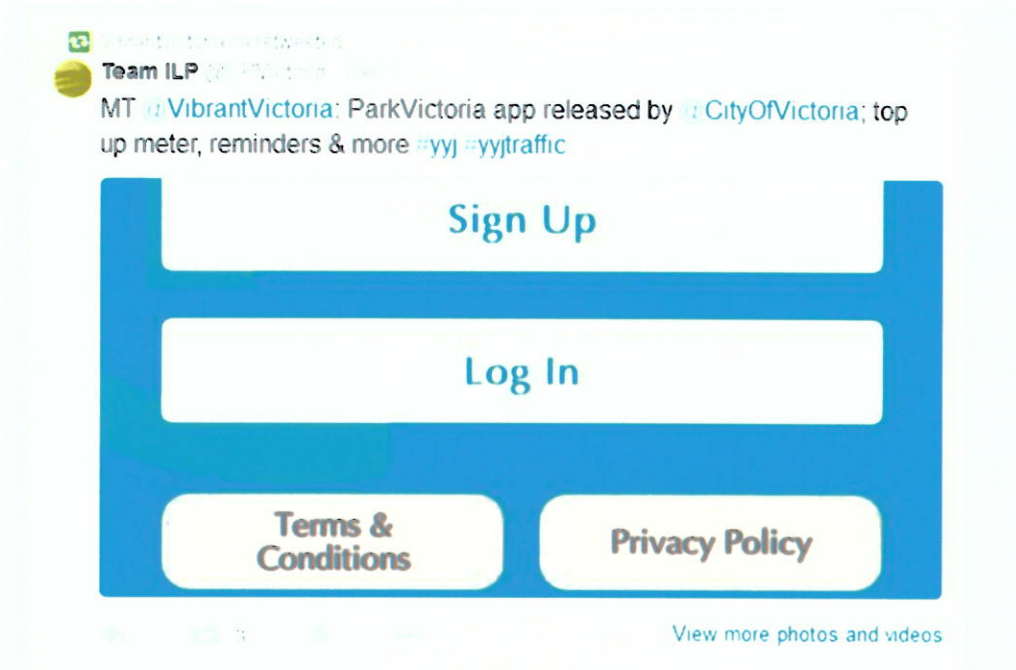 Team ILP
MT @VibrantVictoria: ParkVictoria app released by @CityOfVictoria; top
up meter, reminders & more #yyj #yyjtraffic
Sign Up
Log In
Terms &
Conditions
Privacy Policy
3
View more photos and videos